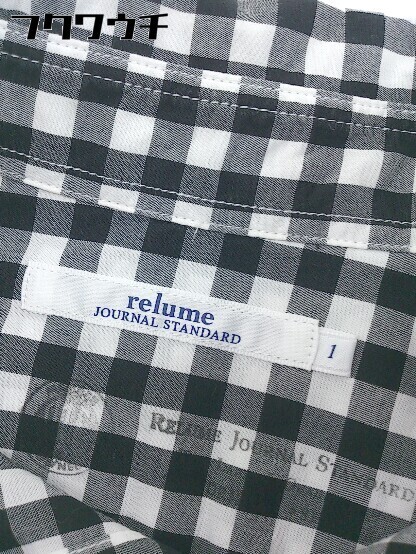 フクワウチ
relume
JOURNAL STANDARD
1
RELUME JOURNAL STANDARD